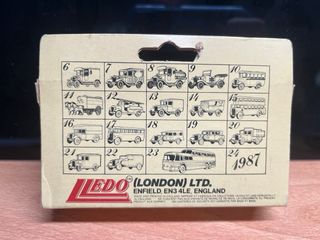 6 7 8 9 10
11 12 13 14 15
16 17 18 19 20
21 22 23 24 1987
LLEDO (LONDON) LTD.
ENFIELD, EN3 4LE, ENGLAND